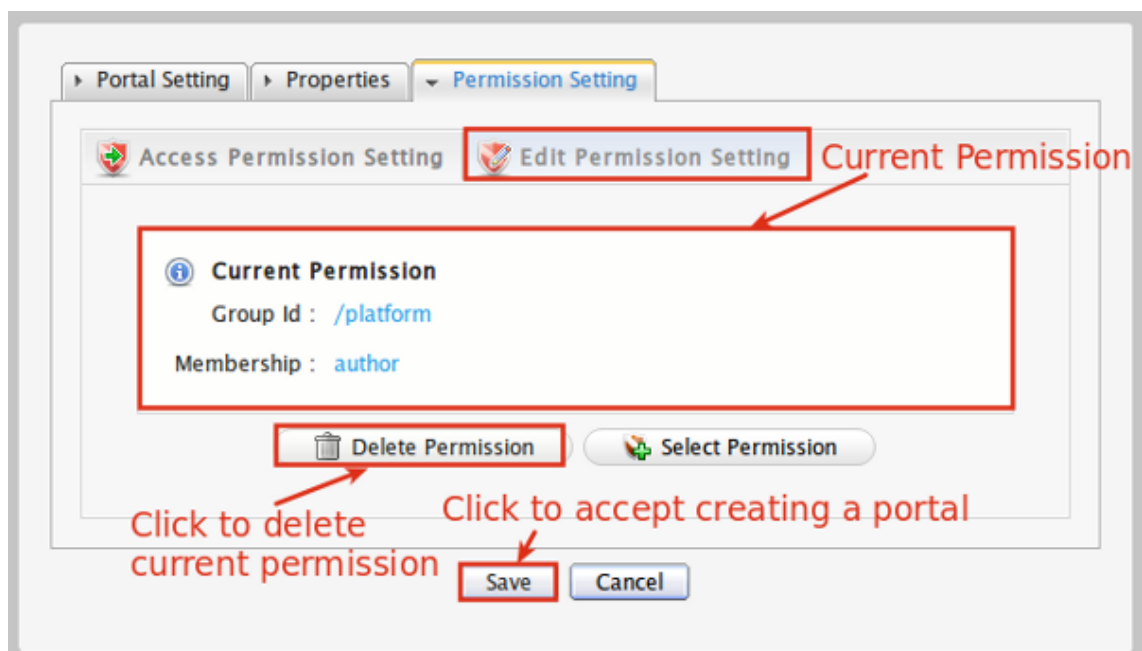 Portal Setting Properties Permission Setting
Access Permission Setting Edit Permission Setting Current Permission
Current Permission
Group Id : /platform
Membership : author
Delete Permission Select Permission
Click to delete
current permission
Click to accept creating a portal
Save Cancel